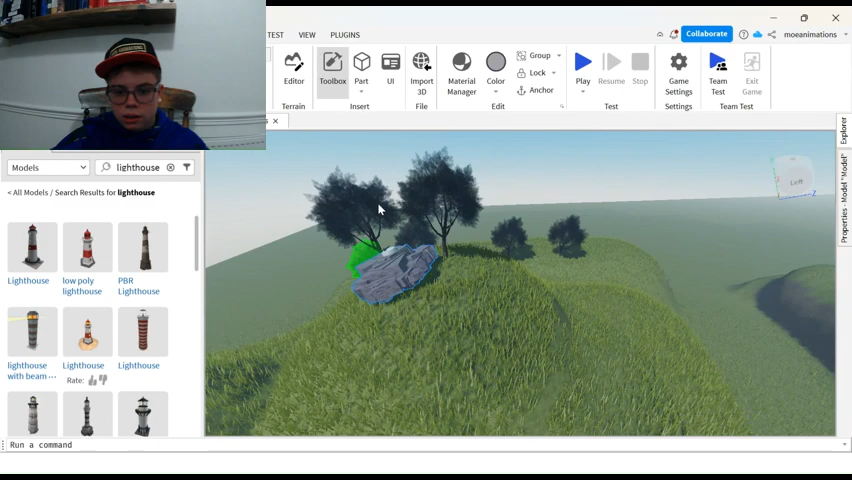 TEST VIEW PLUGINS
Collaborate moeanimations
Editor Toolbox Part UI Import 3D Material Manager Color Group Lock Anchor Play Resume Stop Game Settings Team Test Exit Game
Terrain Insert File Edit Test Settings Team Test
Models lighthouse
< All Models / Search Results for lighthouse
Lighthouse low poly lighthouse PBR Lighthouse
lighthouse with beam ... Lighthouse Lighthouse
Rate:
Left
Z
Explorer
Properties - Model "Model"
Run a command